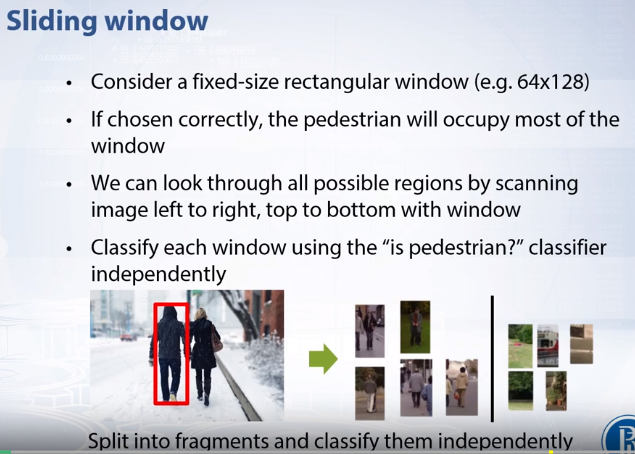 Sliding window
• Consider a fixed-size rectangular window (e.g. 64x128)
• If chosen correctly, the pedestrian will occupy most of the
window
• We can look through all possible regions by scanning
image left to right, top to bottom with window
• Classify each window using the “is pedestrian?” classifier
independently
Split into fragments and classify them independently